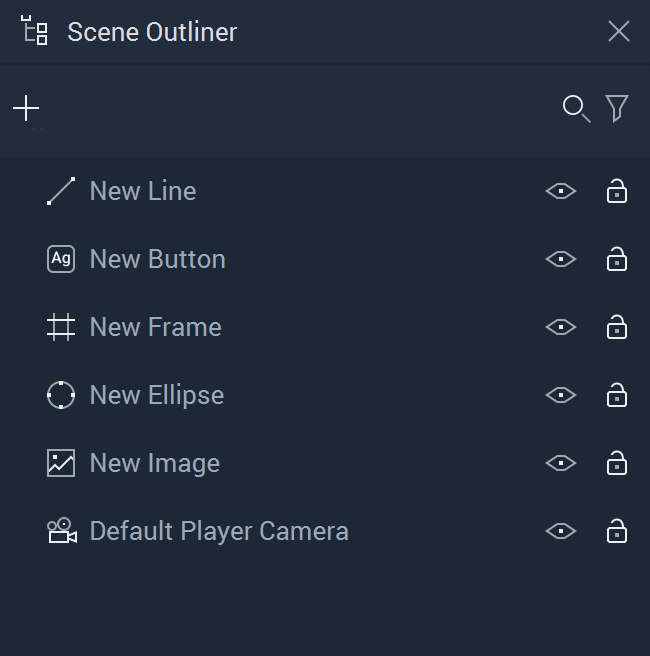 Scene Outliner
New Line
Ag New Button
New Frame
New Ellipse
New Image
Default Player Camera